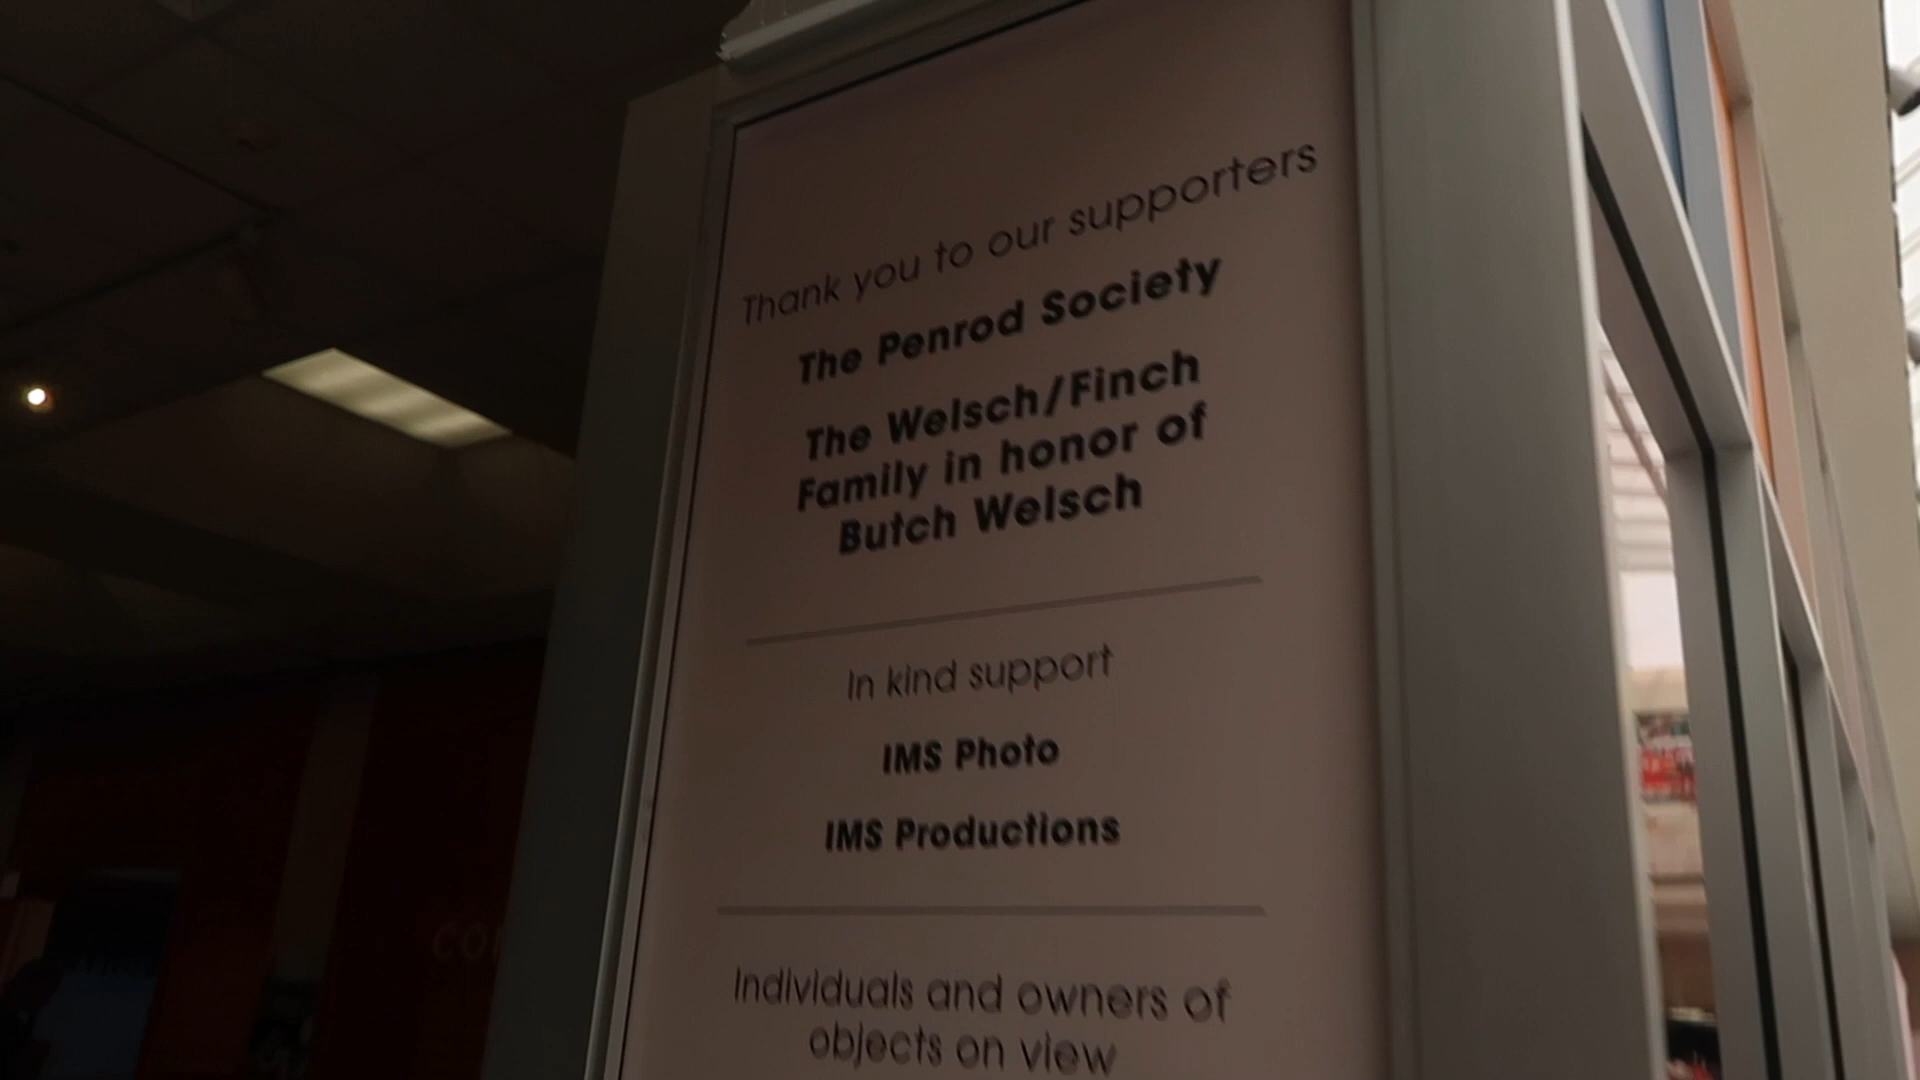 Thank you to our supporters
The Penrod Society
The Welsch/Finch
Family in honor of
Butch Welsch
In kind support
IMS Photo
IMS Productions
Individuals and owners of
objects on view